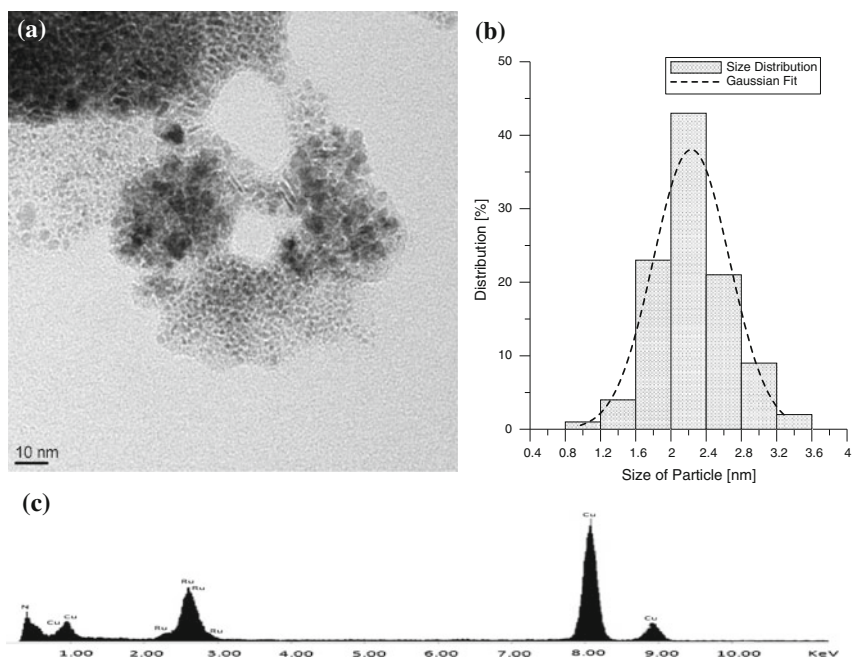 (a)
10 nm
(b)
Size Distribution
Gaussian Fit
Distribution [%]
50
40
30
20
10
0
0.4 0.8 1.2 1.6 2 2.4 2.8 3.2 3.6 4
Size of Particle [nm]
(c)
N
Cu
Cu
Ru
Ru
Ru
Ru
Cu
Cu
1.00 2.00 3.00 4.00 5.00 6.00 7.00 8.00 9.00 10.00 KeV